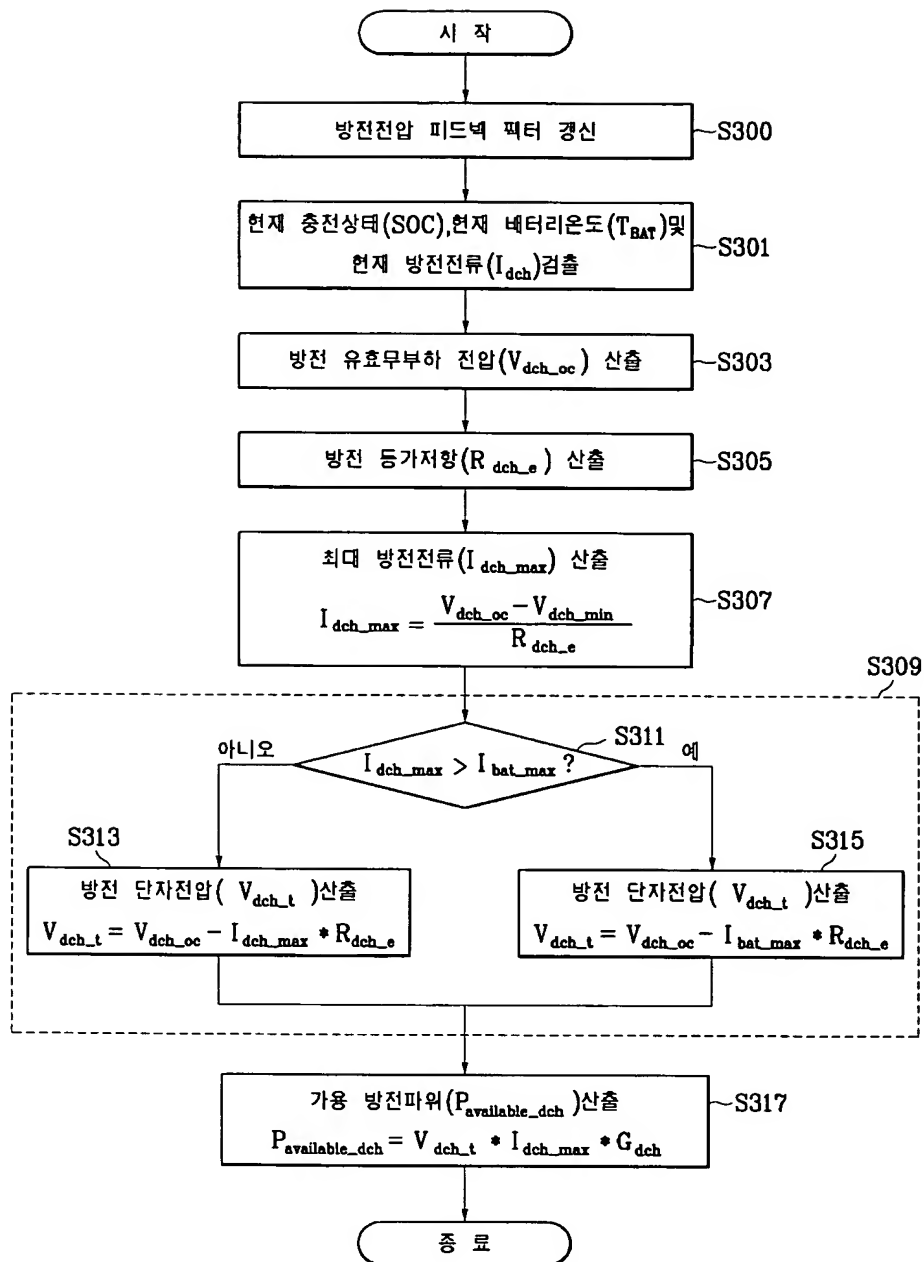 시 작
방전전압 피드백 팩터 갱신
S300
현재 충전상태(SOC),현재 배터리온도(T_BAT)및
현재 방전전류(I_dch)검출
S301
방전 유효무부하 전압(V_dch_oc) 산출
S303
방전 등가저항(R_dch_e) 산출
S305
최대 방전전류(I_dch_max) 산출
I_dch_max = (V_dch_oc - V_dch_min) / R_dch_e
S307
S309
S311
아니오
I_dch_max > I_bat_max ?
예
S313
방전 단자전압( V_dch_t )산출
V_dch_t = V_dch_oc - I_dch_max * R_dch_e
S315
방전 단자전압( V_dch_t )산출
V_dch_t = V_dch_oc - I_bat_max * R_dch_e
가용 방전파워(P_available_dch)산출
P_available_dch = V_dch_t * I_dch_max * G_dch
S317
종 료